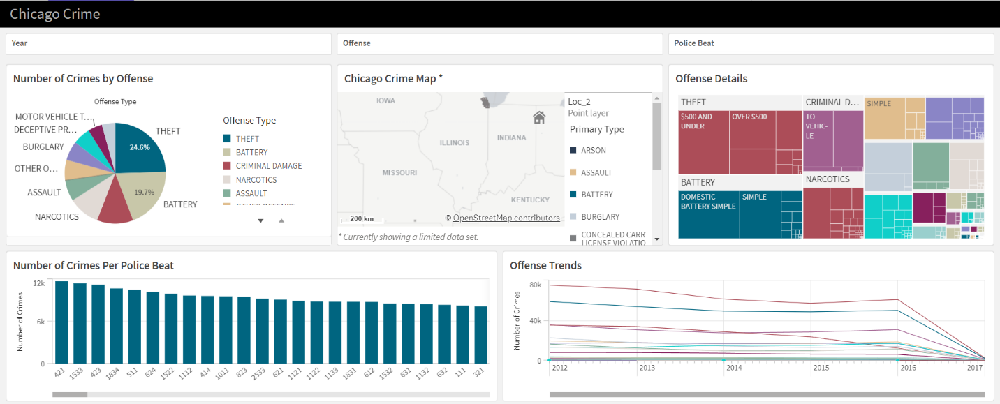 Chicago Crime
Year
Offense
Police Beat
Number of Crimes by Offense
Offense Type
MOTOR VEHICLE T...
DECEPTIVE PR...
BURGLARY
OTHER O...
ASSAULT
NARCOTICS
THEFT
24.6%
19.7%
BATTERY
Offense Type
THEFT
BATTERY
CRIMINAL DAMAGE
NARCOTICS
ASSAULT
OTHER OFFENSE
Chicago Crime Map *
IOWA
ILLINOIS
INDIANA
MISSOURI
KENTUCKY
200 km
© OpenStreetMap contributors
* Currently showing a limited data set.
Loc_2
Point layer
Primary Type
ARSON
ASSAULT
BATTERY
BURGLARY
CONCEALED CARR
LICENSE VIOLATIO
Offense Details
THEFT
$500 AND
UNDER
OVER $500
CRIMINAL D...
TO
VEHIC-
LE
SIMPLE
BATTERY
DOMESTIC
BATTERY SIMPLE
SIMPLE
NARCOTICS
Number of Crimes Per Police Beat
Number of Crimes
12k
6k
0
421
1533
423
1834
511
624
1522
1112
414
1011
823
2533
621
1121
1122
1133
1831
612
1532
631
1132
632
111
321
Offense Trends
Number of Crimes
80k
40k
0
2012
2013
2014
2015
2016
2017